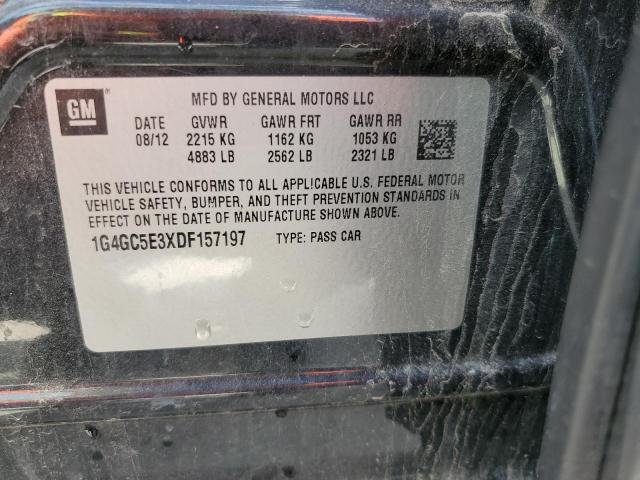 GM ®
MFD BY GENERAL MOTORS LLC
DATE GVWR GAWR FRT GAWR RR
08/12 2215 KG 1162 KG 1053 KG
4883 LB 2562 LB 2321 LB
THIS VEHICLE CONFORMS TO ALL APPLICABLE U.S. FEDERAL MOTOR
VEHICLE SAFETY, BUMPER, AND THEFT PREVENTION STANDARDS IN
EFFECT ON THE DATE OF MANUFACTURE SHOWN ABOVE.
1G4GC5E3XDF157197 TYPE: PASS CAR